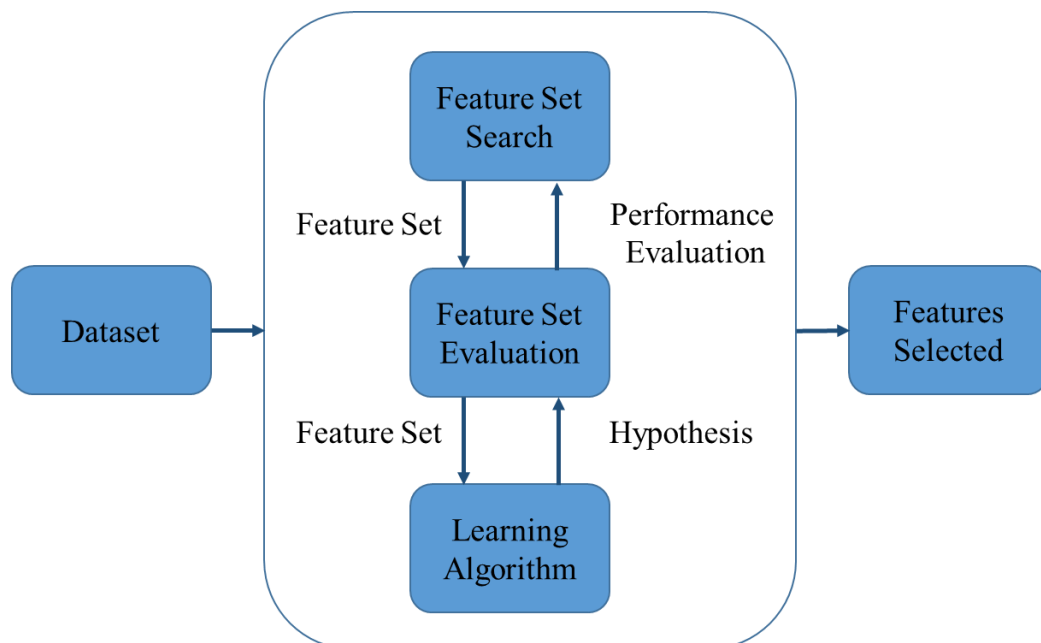 Feature Set
Search
Feature Set
Performance
Evaluation
Dataset
Feature Set
Evaluation
Features
Selected
Feature Set
Hypothesis
Learning
Algorithm